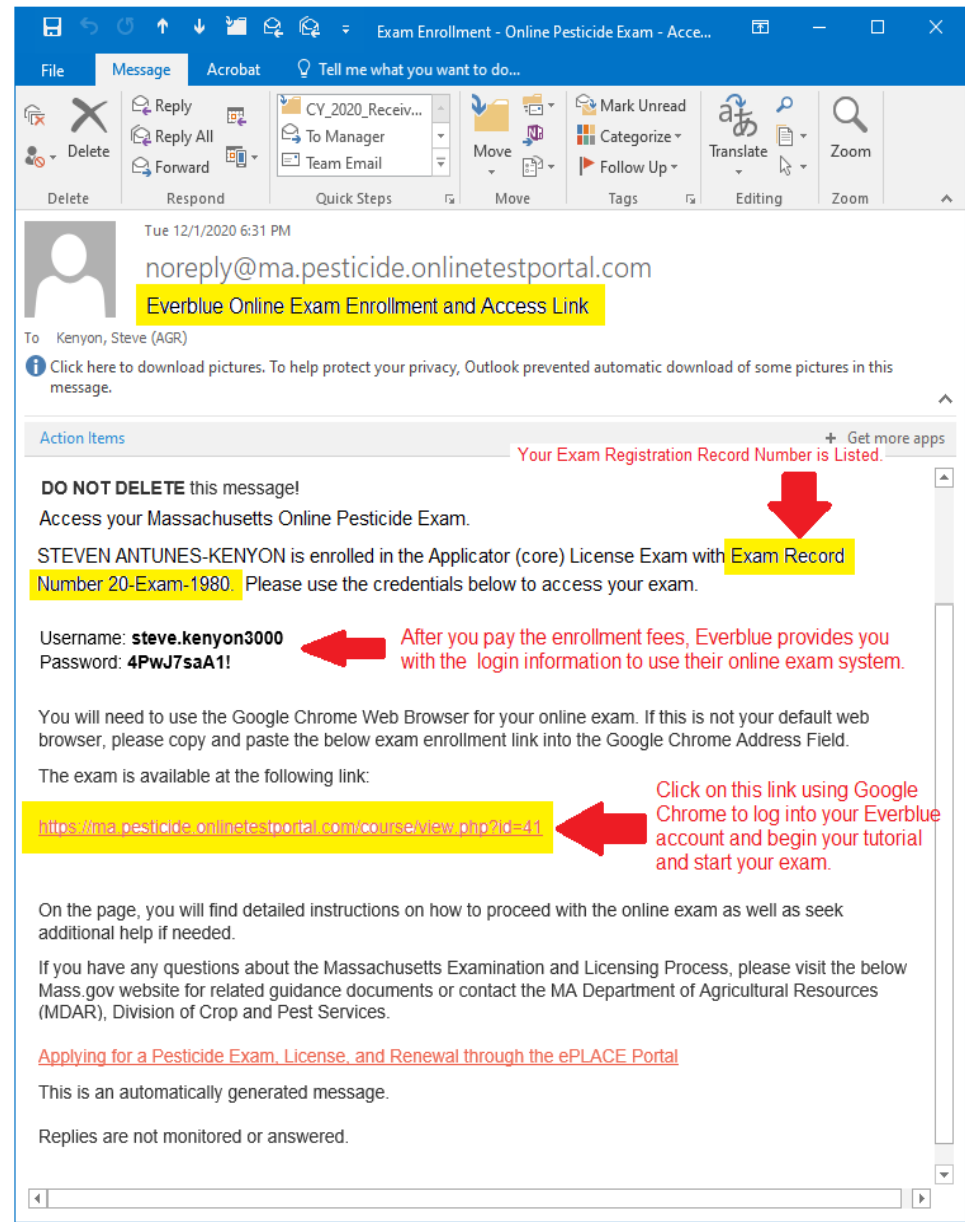 Exam Enrollment - Online Pesticide Exam - Acce...
File Message Acrobat Tell me what you want to do...
Delete
Reply
Reply All
Forward
CY_2020_Receiv...
To Manager
Team Email
Move
Mark Unread
Categorize
Follow Up
Translate
Zoom
Delete Respond Quick Steps Move Tags Editing Zoom
Tue 12/1/2020 6:31 PM
noreply@ma.pesticide.onlinetestportal.com
Everblue Online Exam Enrollment and Access Link
To Kenyon, Steve (AGR)
Click here to download pictures. To help protect your privacy, Outlook prevented automatic download of some pictures in this
message.
Action Items + Get more apps
Your Exam Registration Record Number is Listed.
DO NOT DELETE this message!
Access your Massachusetts Online Pesticide Exam.
STEVEN ANTUNES-KENYON is enrolled in the Applicator (core) License Exam with Exam Record
Number 20-Exam-1980. Please use the credentials below to access your exam.
Username: steve.kenyon3000
Password: 4PwJ7saA1!
After you pay the enrollment fees, Everblue provides you
with the login information to use their online exam system.
You will need to use the Google Chrome Web Browser for your online exam. If this is not your default web
browser, please copy and paste the below exam enrollment link into the Google Chrome Address Field.
The exam is available at the following link:
https://ma.pesticide.onlinetestportal.com/course/view.php?id=41
Click on this link using Google
Chrome to log into your Everblue
account and begin your tutorial
and start your exam.
On the page, you will find detailed instructions on how to proceed with the online exam as well as seek
additional help if needed.
If you have any questions about the Massachusetts Examination and Licensing Process, please visit the below
Mass.gov website for related guidance documents or contact the MA Department of Agricultural Resources
(MDAR), Division of Crop and Pest Services.
Applying for a Pesticide Exam, License, and Renewal through the ePLACE Portal
This is an automatically generated message.
Replies are not monitored or answered.